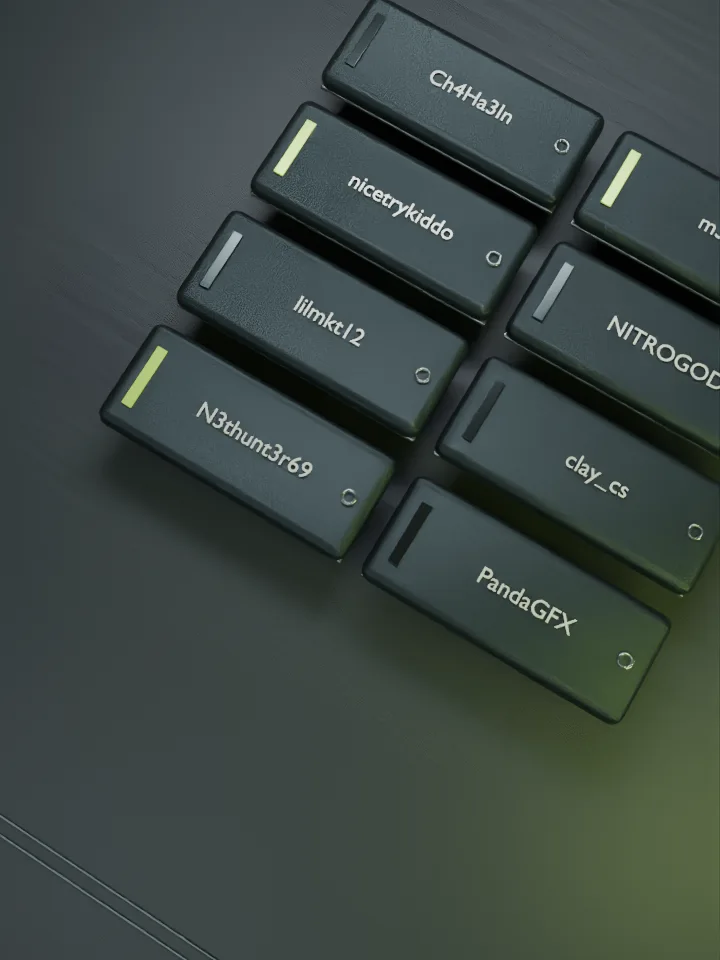 Ch4Ha3ln
nicetrykiddo
lilmkt12
N3thunt3r69
NITROGOD
clay_cs
PandaGFX